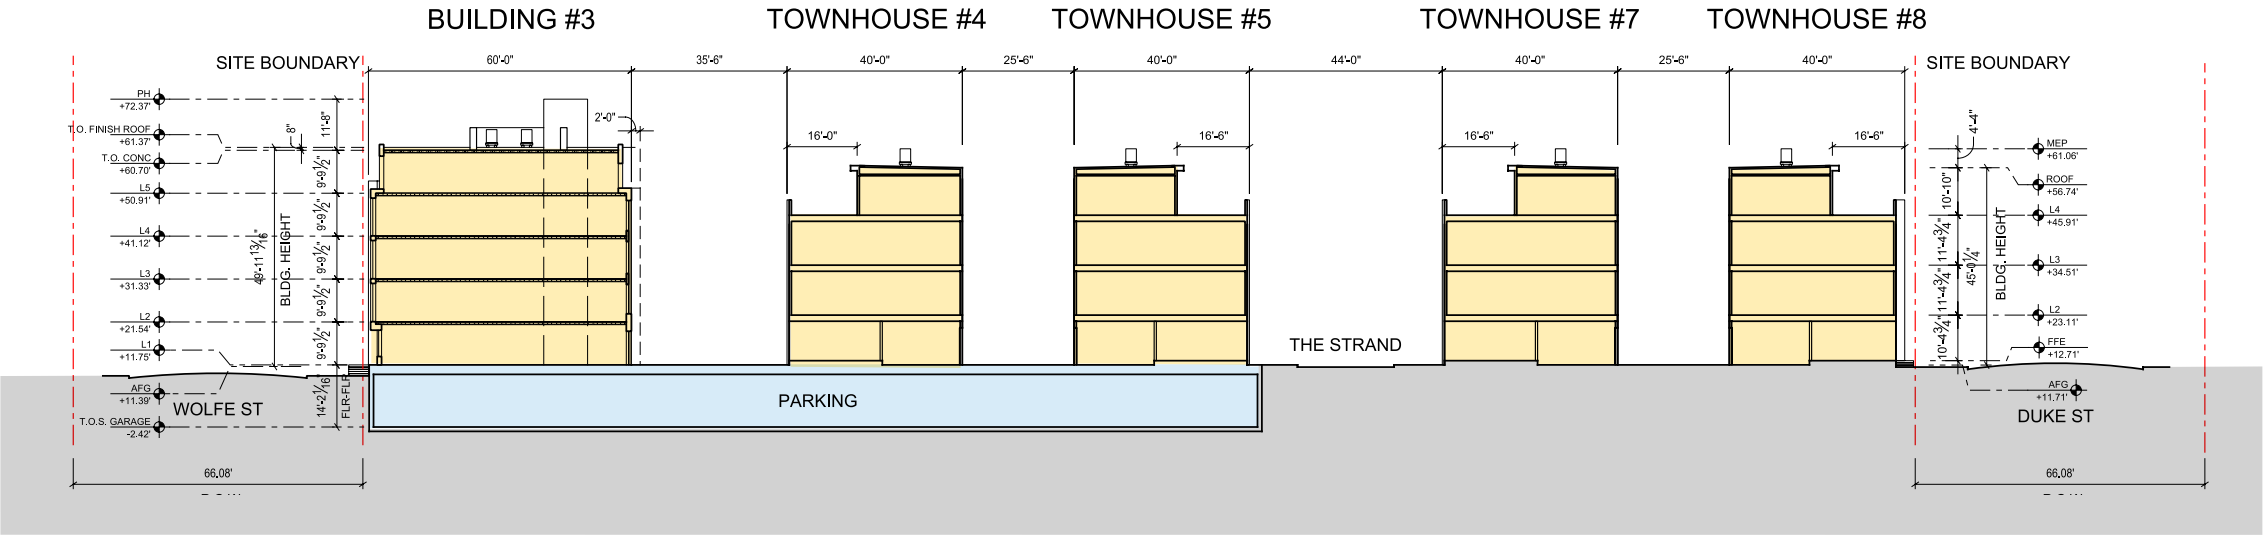 BUILDING #3
TOWNHOUSE #4
TOWNHOUSE #5
TOWNHOUSE #7
TOWNHOUSE #8
SITE BOUNDARY
60'-0"
35'-6"
40'-0"
25'-6"
40'-0"
44'-0"
40'-0"
25'-6"
40'-0"
SITE BOUNDARY
PH
+72.37'
T.O. FINISH ROOF
+61.37'
T.O. CONC
+60.70'
L5
+50.91'
L4
+41.12'
L3
+31.33'
L2
+21.54'
L1
+11.75'
AFG
+11.39'
T.O.S. GARAGE
-2.42'
WOLFE ST
49'-11 13/16"
BLDG. HEIGHT
8"
11'-8"
9'-9 1/2"
9'-9 1/2"
9'-9 1/2"
9'-9 1/2"
9'-9 1/2"
14'-2 1/16"
FLR-FLR
2'-0"
16'-0"
16'-6"
16'-6"
16'-6"
THE STRAND
PARKING
4'-4"
10'-10"
11'-4 3/4"
11'-4 3/4"
10'-4 3/4"
45'-0 1/4"
BLDG. HEIGHT
MEP
+61.06'
ROOF
+56.74'
L4
+45.91'
L3
+34.51'
L2
+23.11'
FFE
+12.71'
AFG
+11.71'
DUKE ST
66.08'
66.08'